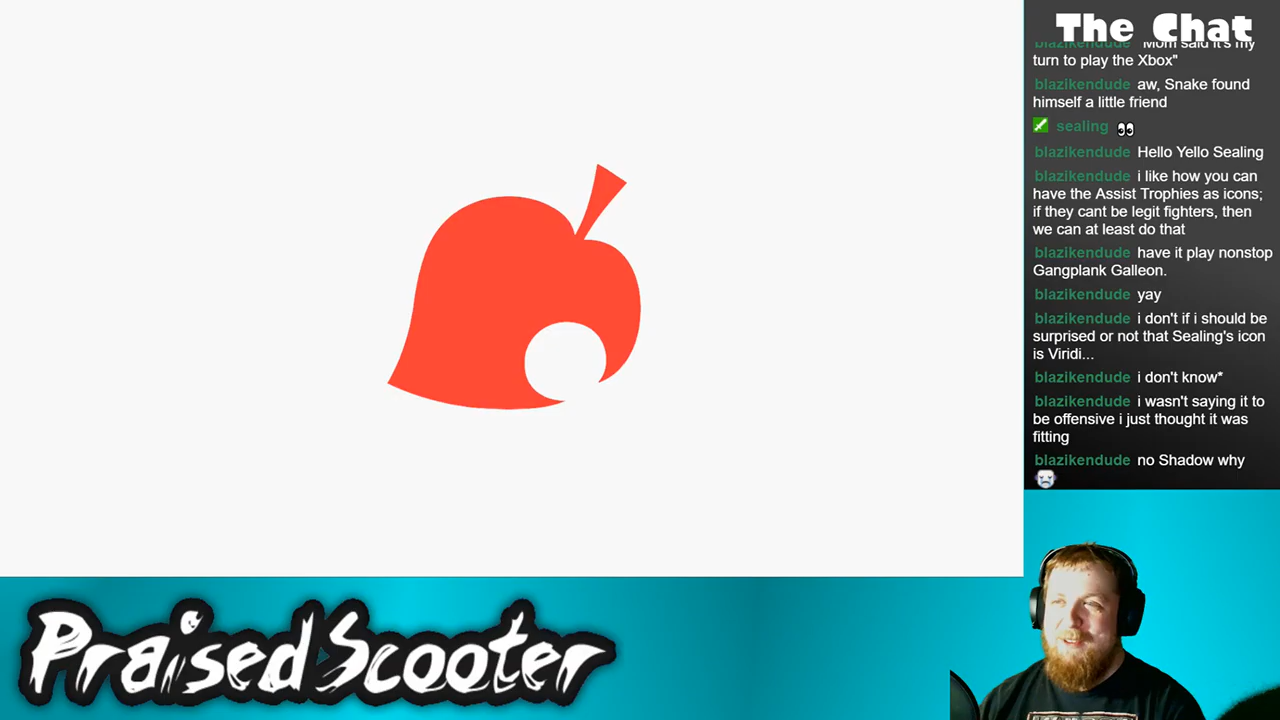 The Chat
blazikendude "Mom said it's my
turn to play the Xbox"
blazikendude aw, Snake found
himself a little friend
sealing
blazikendude Hello Yello Sealing
blazikendude i like how you can
have the Assist Trophies as icons;
if they cant be legit fighters, then
we can at least do that
blazikendude have it play nonstop
Gangplank Galleon.
blazikendude yay
blazikendude i don't if i should be
surprised or not that Sealing's icon
is Viridi...
blazikendude i don't know*
blazikendude i wasn't saying it to
be offensive i just thought it was
fitting
blazikendude no Shadow why
PraisedScooter